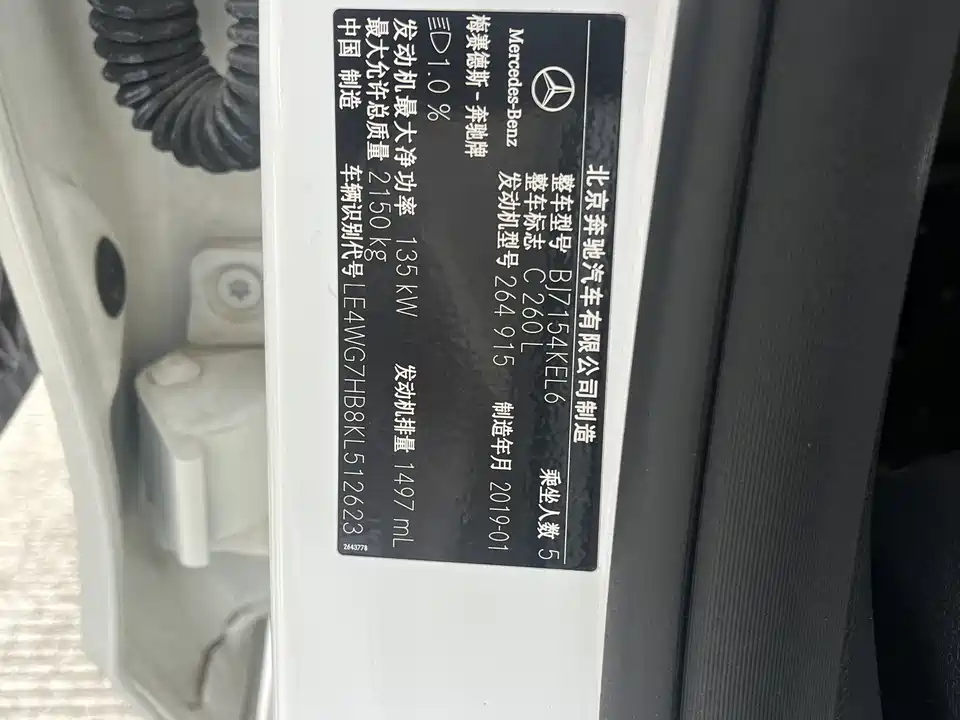 北京奔驰汽车有限公司制造
整车型号 BJ7154KEL6 乘坐人数 5
整车标志 C 260 L
Mercedes-Benz 发动机型号 264 915 制造年月 2019-01
梅赛德斯-奔驰牌
1.0 %
发动机最大净功率 135 kW 发动机排量 1497 mL
最大允许总质量 2150 kg
中国 制造 车辆识别代号 LE4WG7HB8KL512623
2643778